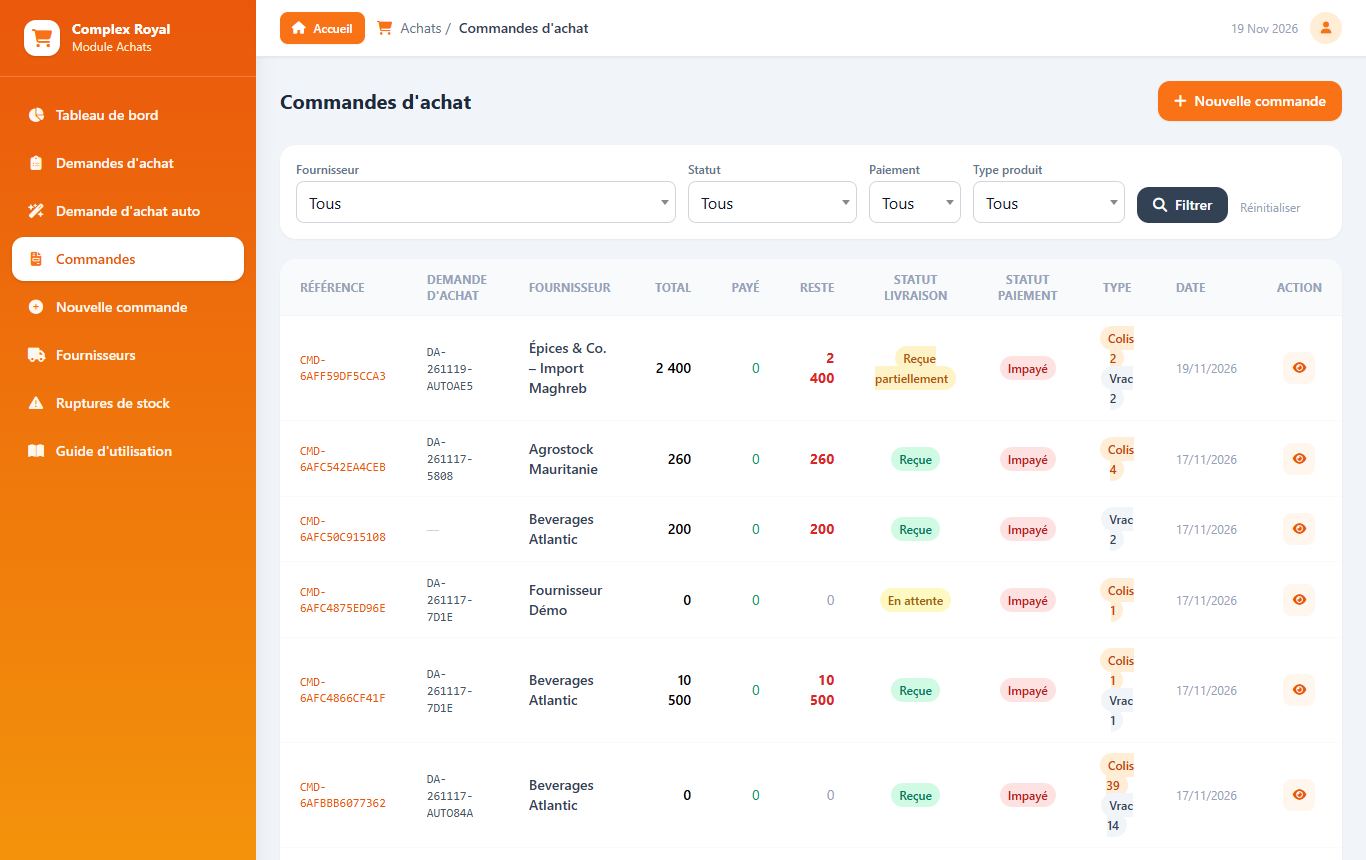 Complex Royal
Module Achats
Tableau de bord
Demandes d'achat
Demande d'achat auto
Commandes
Nouvelle commande
Fournisseurs
Ruptures de stock
Guide d'utilisation
Accueil
Achats / Commandes d'achat
19 Nov 2026
Commandes d'achat
Nouvelle commande
Fournisseur
Tous
Statut
Tous
Paiement
Tous
Type produit
Tous
Filtrer
Réinitialiser
RÉFÉRENCE
DEMANDE
D'ACHAT
FOURNISSEUR
TOTAL
PAYÉ
RESTE
STATUT
LIVRAISON
STATUT
PAIEMENT
TYPE
DATE
ACTION
CMD-
6AFF59DF5CCA3
DA-
261119-
AUTOAE5
Épices & Co.
– Import
Maghreb
2 400
0
2
400
Reçue
partiellement
Impayé
Colis
2
Vrac
2
19/11/2026
CMD-
6AFC542EA4CEB
DA-
261117-
5808
Agrostock
Mauritanie
260
0
260
Reçue
Impayé
Colis
4
17/11/2026
CMD-
6AFC50C915108
—
Beverages
Atlantic
200
0
200
Reçue
Impayé
Vrac
2
17/11/2026
CMD-
6AFC4875ED96E
DA-
261117-
7D1E
Fournisseur
Démo
0
0
0
En attente
Impayé
Colis
1
17/11/2026
CMD-
6AFC4866CF41F
DA-
261117-
7D1E
Beverages
Atlantic
10
500
0
10
500
Reçue
Impayé
Colis
1
Vrac
1
17/11/2026
CMD-
6AFBBB6077362
DA-
261117-
AUTO84A
Beverages
Atlantic
0
0
0
Reçue
Impayé
Colis
39
Vrac
14
17/11/2026